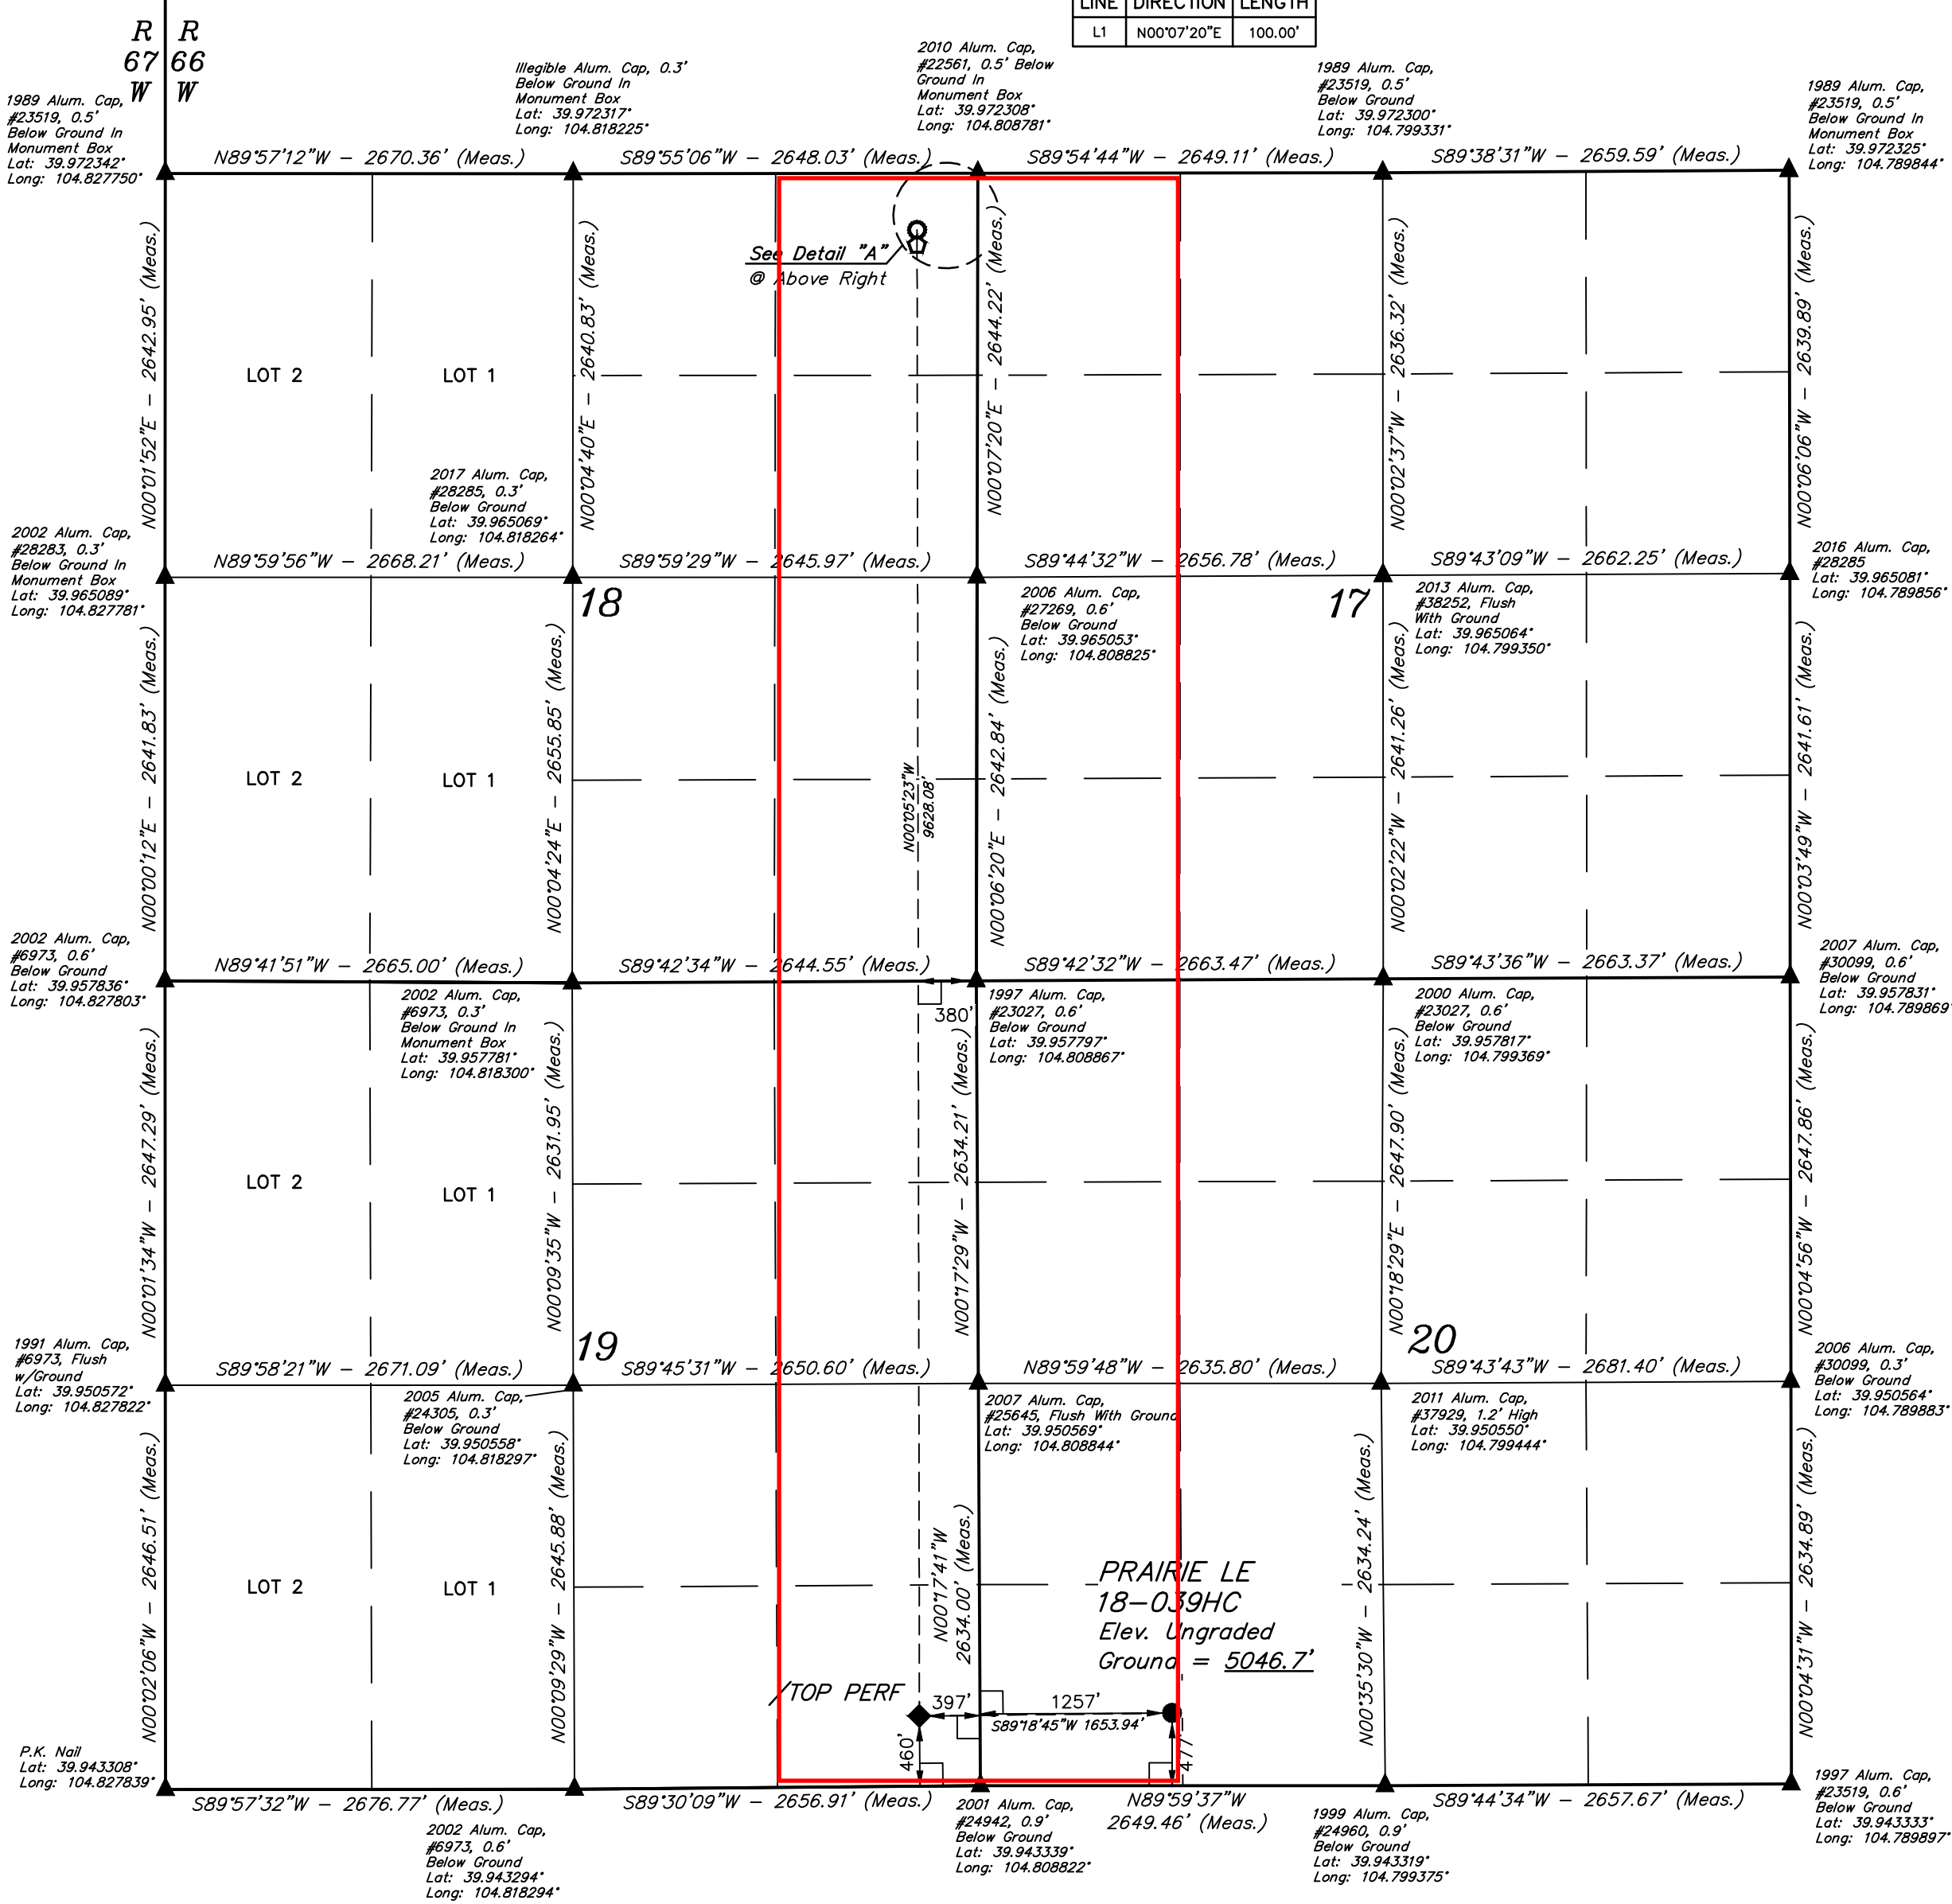 LINE DIRECTION LENGTH
L1 N00°07'20"E 100.00'
R R
67 66
W W
1989 Alum. Cap,
#23519, 0.5'
Below Ground In
Monument Box
Lat: 39.972342°
Long: 104.827750°
Illegible Alum. Cap, 0.3'
Below Ground In
Monument Box
Lat: 39.972317°
Long: 104.818225°
2010 Alum. Cap,
#22561, 0.5' Below
Ground In
Monument Box
Lat: 39.972308°
Long: 104.808781°
1989 Alum. Cap,
#23519, 0.5'
Below Ground
Lat: 39.972300°
Long: 104.799331°
1989 Alum. Cap,
#23519, 0.5'
Below Ground In
Monument Box
Lat: 39.972325°
Long: 104.789844°
N89°57'12"W – 2670.36' (Meas.)
S89°55'06"W – 2648.03' (Meas.)
S89°54'44"W – 2649.11' (Meas.)
S89°38'31"W – 2659.59' (Meas.)
N00°01'52"E – 2642.95' (Meas.)
N00°04'40"E – 2640.83' (Meas.)
N00°07'20"E – 2644.22' (Meas.)
N00°02'37"W – 2636.32' (Meas.)
N00°06'06"W – 2639.89' (Meas.)
See Detail "A"
@ Above Right
LOT 2
LOT 1
2017 Alum. Cap,
#28285, 0.3'
Below Ground
Lat: 39.965069°
Long: 104.818264°
2002 Alum. Cap,
#28283, 0.3'
Below Ground In
Monument Box
Lat: 39.965089°
Long: 104.827781°
N89°59'56"W – 2668.21' (Meas.)
S89°59'29"W – 2645.97' (Meas.)
S89°44'32"W – 2656.78' (Meas.)
S89°43'09"W – 2662.25' (Meas.)
2016 Alum. Cap,
#28285
Lat: 39.965081°
Long: 104.789856°
18
2006 Alum. Cap,
#27269, 0.6'
Below Ground
Lat: 39.965053°
Long: 104.808825°
17
2013 Alum. Cap,
#38252, Flush
With Ground
Lat: 39.965064°
Long: 104.799350°
N00°00'12"E – 2641.83' (Meas.)
N00°04'24"E – 2655.85' (Meas.)
N00°05'23"W
9628.08'
N00°06'20"E – 2642.84' (Meas.)
N00°02'22"W – 2641.26' (Meas.)
N00°03'49"W – 2641.61' (Meas.)
LOT 2
LOT 1
2002 Alum. Cap,
#6973, 0.6'
Below Ground
Lat: 39.957836°
Long: 104.827803°
N89°41'51"W – 2665.00' (Meas.)
S89°42'34"W – 2644.55' (Meas.)
S89°42'32"W – 2663.47' (Meas.)
S89°43'36"W – 2663.37' (Meas.)
2007 Alum. Cap,
#30099, 0.6'
Below Ground
Lat: 39.957831°
Long: 104.789869°
2002 Alum. Cap,
#6973, 0.3'
Below Ground In
Monument Box
Lat: 39.957781°
Long: 104.818300°
380'
1997 Alum. Cap,
#23027, 0.6'
Below Ground
Lat: 39.957797°
Long: 104.808867°
2000 Alum. Cap,
#23027, 0.6'
Below Ground
Lat: 39.957817°
Long: 104.799369°
N00°01'34"W – 2647.29' (Meas.)
N00°09'35"W – 2631.95' (Meas.)
N00°17'29"W – 2634.21' (Meas.)
N00°18'29"E – 2647.90' (Meas.)
N00°04'56"W – 2647.86' (Meas.)
LOT 2
LOT 1
1991 Alum. Cap,
#6973, Flush
w/Ground
Lat: 39.950572°
Long: 104.827822°
19
20
S89°58'21"W – 2671.09' (Meas.)
S89°45'31"W – 2650.60' (Meas.)
N89°59'48"W – 2635.80' (Meas.)
S89°43'43"W – 2681.40' (Meas.)
2006 Alum. Cap,
#30099, 0.3'
Below Ground
Lat: 39.950564°
Long: 104.789883°
2005 Alum. Cap,
#24305, 0.3'
Below Ground
Lat: 39.950558°
Long: 104.818297°
2007 Alum. Cap,
#25645, Flush With Ground
Lat: 39.950569°
Long: 104.808844°
2011 Alum. Cap,
#37929, 1.2' High
Lat: 39.950550°
Long: 104.799444°
N00°02'06"W – 2646.51' (Meas.)
N00°09'29"W – 2645.88' (Meas.)
N00°17'41"W
2634.00' (Meas.)
N00°35'30"W – 2634.24' (Meas.)
N00°04'31"W – 2634.89' (Meas.)
LOT 2
LOT 1
PRAIRIE LE
18–039HC
Elev. Ungraded
Ground = 5046.7'
/TOP PERF
397'
1257'
S89°18'45"W 1653.94'
460'
477'
P.K. Nail
Lat: 39.943308°
Long: 104.827839°
S89°57'32"W – 2676.77' (Meas.)
S89°30'09"W – 2656.91' (Meas.)
N89°59'37"W
2649.46' (Meas.)
S89°44'34"W – 2657.67' (Meas.)
1997 Alum. Cap,
#23519, 0.6'
Below Ground
Lat: 39.943333°
Long: 104.789897°
2002 Alum. Cap,
#6973, 0.6'
Below Ground
Lat: 39.943294°
Long: 104.818294°
2001 Alum. Cap,
#24942, 0.9'
Below Ground
Lat: 39.943339°
Long: 104.808822°
1999 Alum. Cap,
#24960, 0.9'
Below Ground
Lat: 39.943319°
Long: 104.799375°